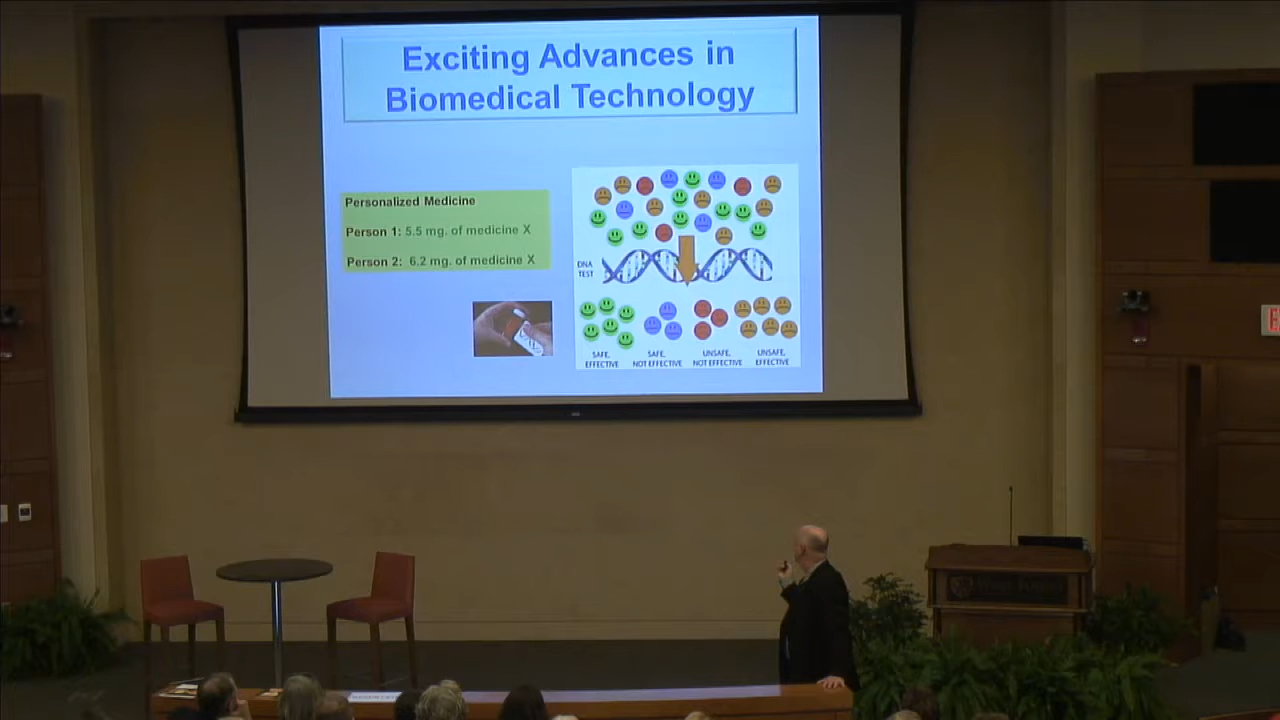 Exciting Advances in
Biomedical Technology
Personalized Medicine
Person 1: 5.5 mg. of medicine X
Person 2: 6.2 mg. of medicine X
DNA
TEST
SAFE,
EFFECTIVE
SAFE,
NOT EFFECTIVE
UNSAFE,
NOT EFFECTIVE
UNSAFE,
EFFECTIVE